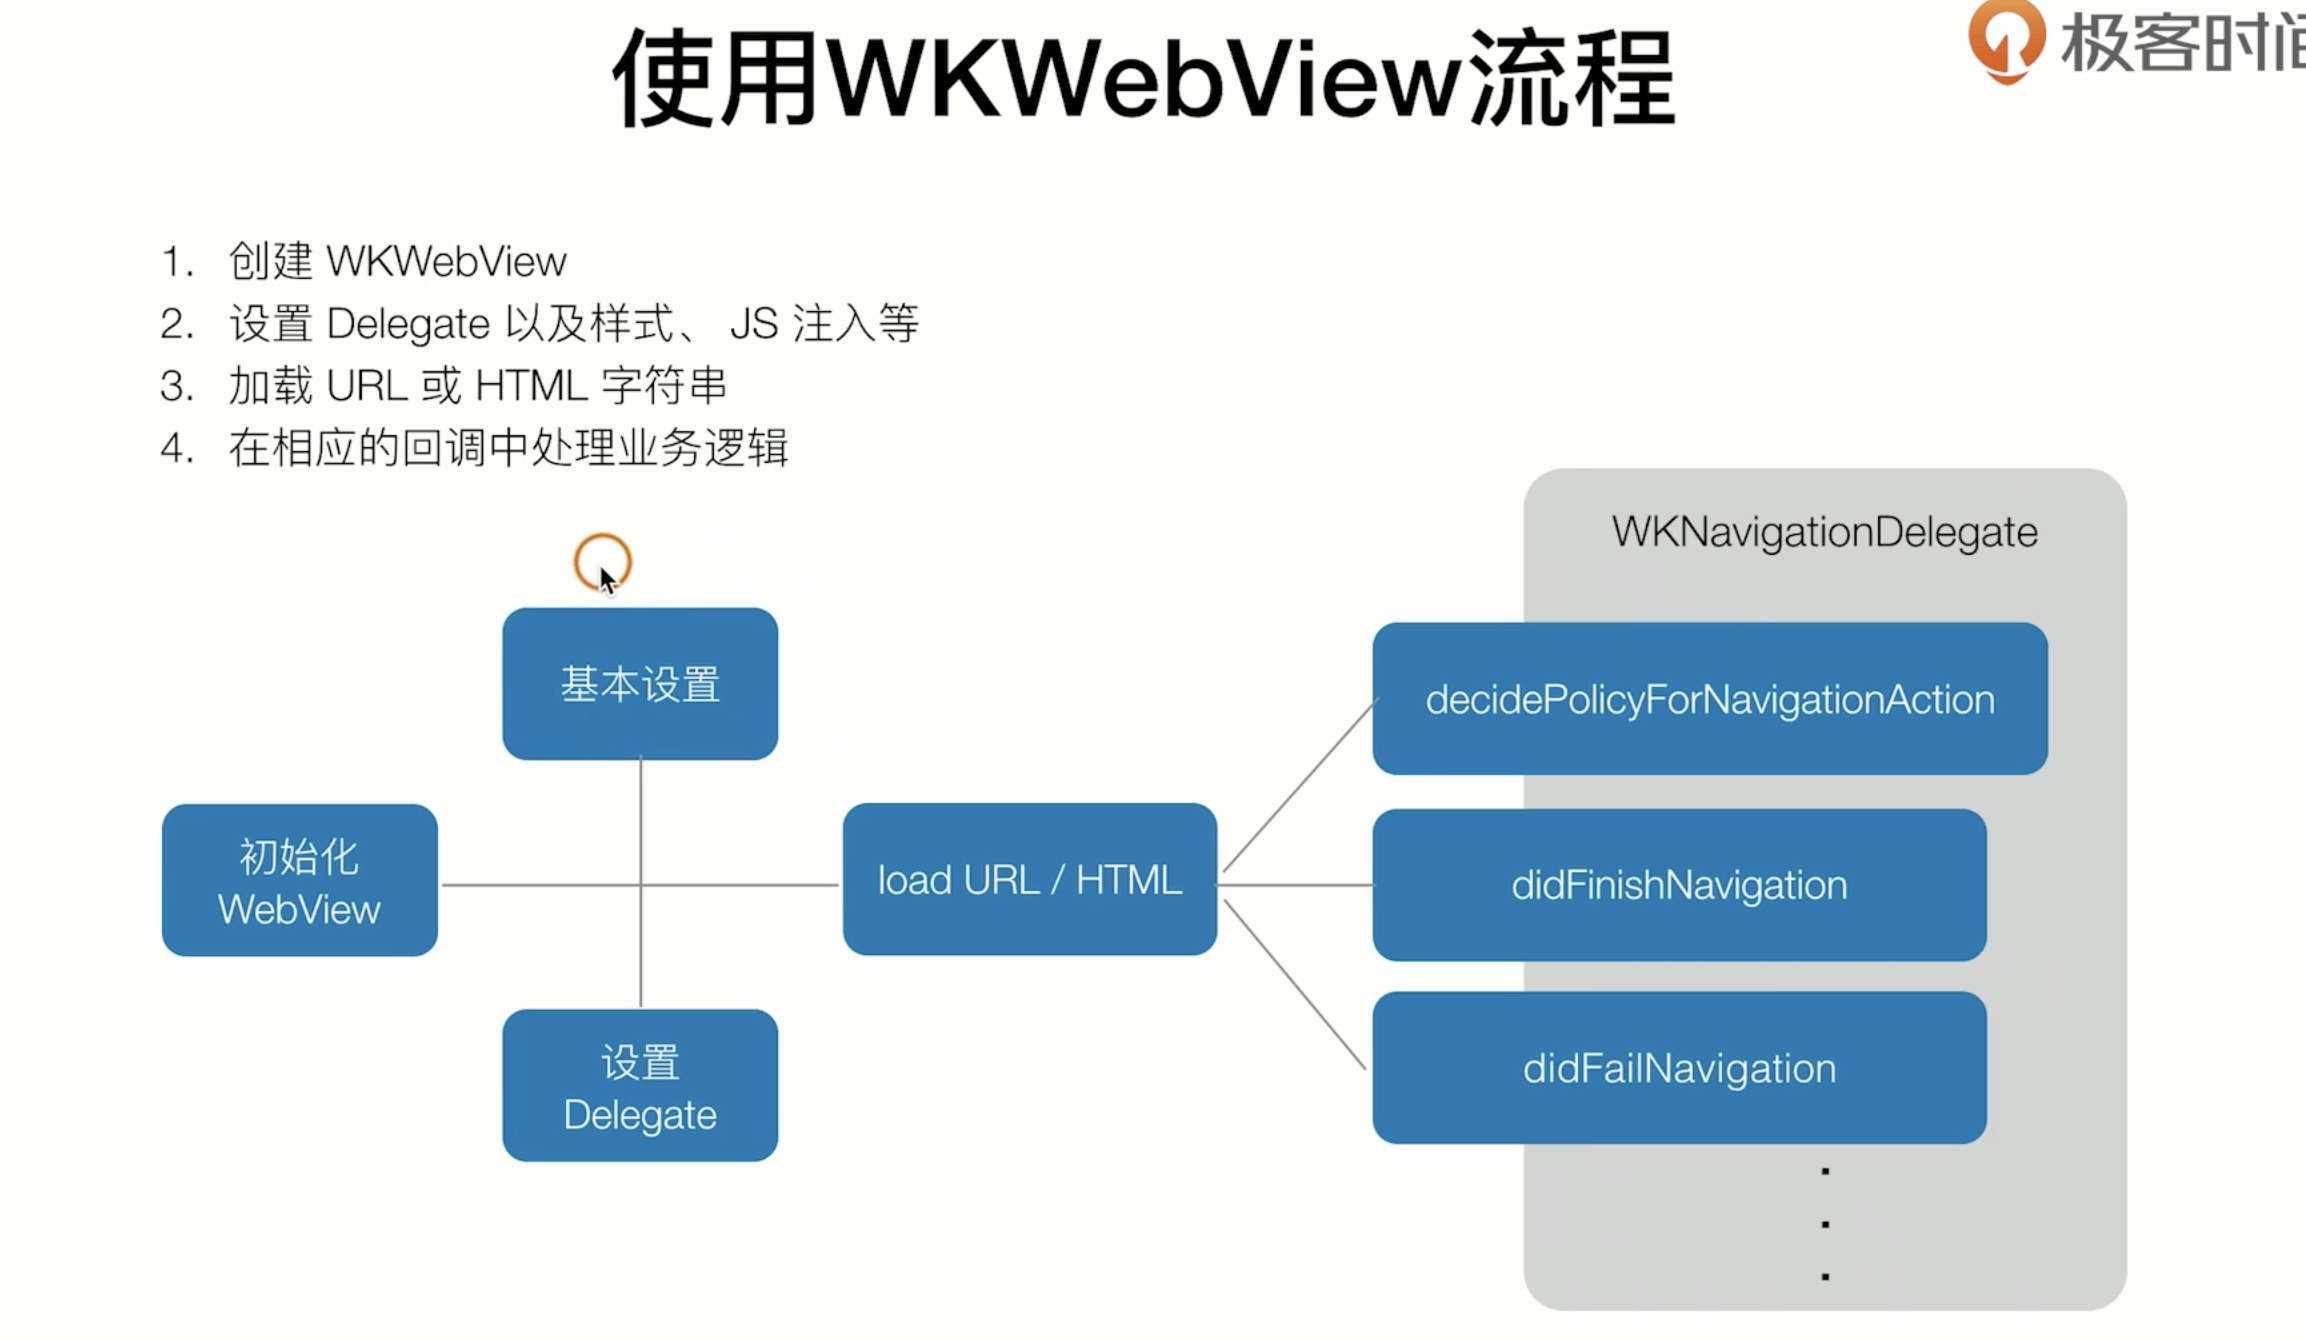 使用WKWebView流程
极客时间
1. 创建 WKWebView
2. 设置 Delegate 以及样式、 JS 注入等
3. 加载 URL 或 HTML 字符串
4. 在相应的回调中处理业务逻辑
WKNavigationDelegate
基本设置
decidePolicyForNavigationAction
初始化
WebView
load URL / HTML
didFinishNavigation
设置
Delegate
didFailNavigation